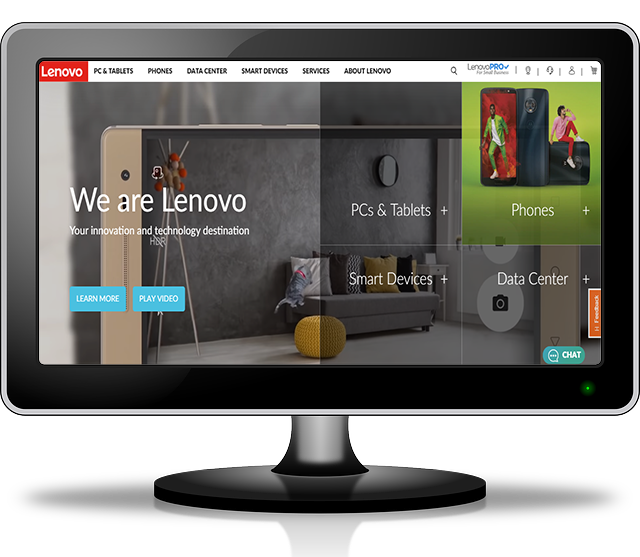 Lenovo PC & TABLETS PHONES DATA CENTER SMART DEVICES SERVICES ABOUT LENOVO LenovoPRO
For Small Business
We are Lenovo
Your innovation and technology destination
HDR
LEARN MORE PLAY VIDEO
PCs & Tablets +
Phones +
Smart Devices +
Data Center +
Feedback
CHAT